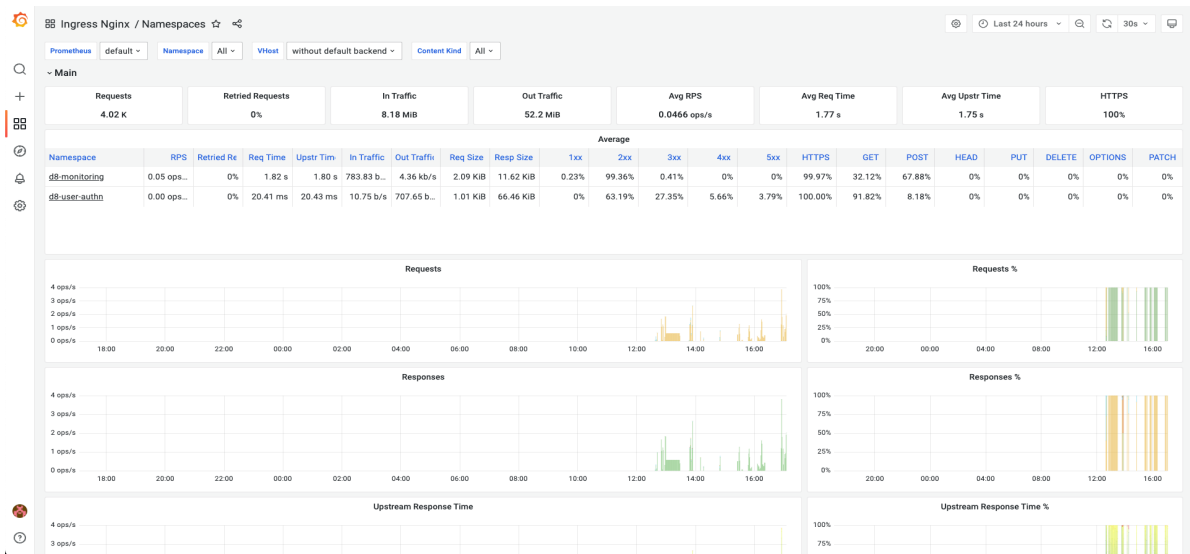 Ingress Nginx / Namespaces
Last 24 hours 30s
Prometheus default Namespace All VHost without default backend Content Kind All
Main
Requests Retried Requests In Traffic Out Traffic Avg RPS Avg Req Time Avg Upstr Time HTTPS
4.02 K 0% 8.18 MiB 52.2 MiB 0.0466 ops/s 1.77 s 1.75 s 100%
Average
Namespace RPS Retried Re Req Time Upstr Tim In Traffic Out Traffic Req Size Resp Size 1xx 2xx 3xx 4xx 5xx HTTPS GET POST HEAD PUT DELETE OPTIONS PATCH
d8-monitoring 0.05 ops... 0% 1.82 s 1.80 s 783.83 b... 4.36 kb/s 2.09 KiB 11.62 KiB 0.23% 99.36% 0.41% 0% 0% 99.97% 32.12% 67.88% 0% 0% 0% 0% 0%
d8-user-authn 0.00 ops... 0% 20.41 ms 20.43 ms 10.75 b/s 707.65 b... 1.01 KiB 66.46 KiB 0% 63.19% 27.35% 5.66% 3.79% 100.00% 91.82% 8.18% 0% 0% 0% 0% 0%
Requests
4 ops/s
3 ops/s
2 ops/s
1 ops/s
0 ops/s
18:00 20:00 22:00 00:00 02:00 04:00 06:00 08:00 10:00 12:00 14:00 16:00
Requests %
100%
75%
50%
25%
0%
20:00 00:00 04:00 08:00 12:00 16:00
Responses
4 ops/s
3 ops/s
2 ops/s
1 ops/s
0 ops/s
18:00 20:00 22:00 00:00 02:00 04:00 06:00 08:00 10:00 12:00 14:00 16:00
Responses %
100%
75%
50%
25%
0%
20:00 00:00 04:00 08:00 12:00 16:00
Upstream Response Time
4 ops/s
3 ops/s
Upstream Response Time %
100%
75%